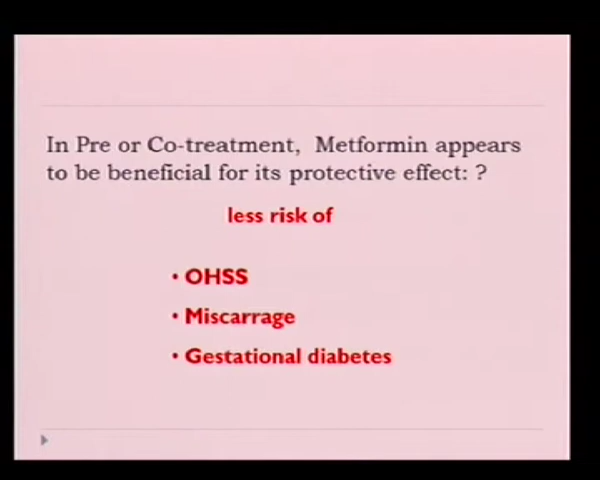 In Pre or Co-treatment, Metformin appears
to be beneficial for its protective effect: ?
less risk of
• OHSS
• Miscarrage
• Gestational diabetes